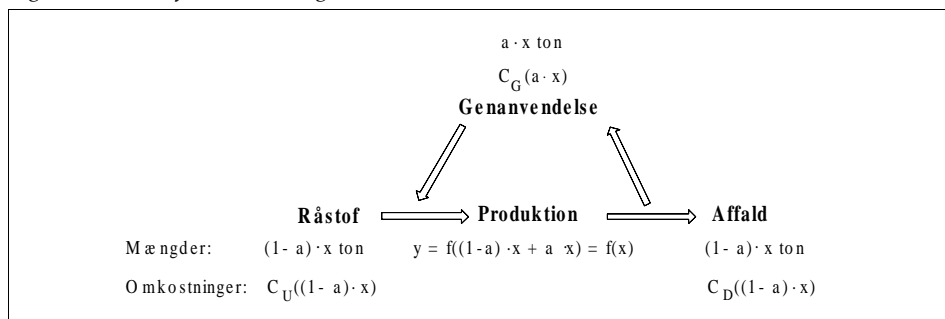 a · x ton
C_G(a · x)
Genanvendelse
Råstof Produktion Affald
Mængder: (1- a) · x ton y = f((1-a) ·x + a x) = f(x) (1- a) · x ton
Omkostninger: C_U((1- a) · x) C_D((1- a) · x)